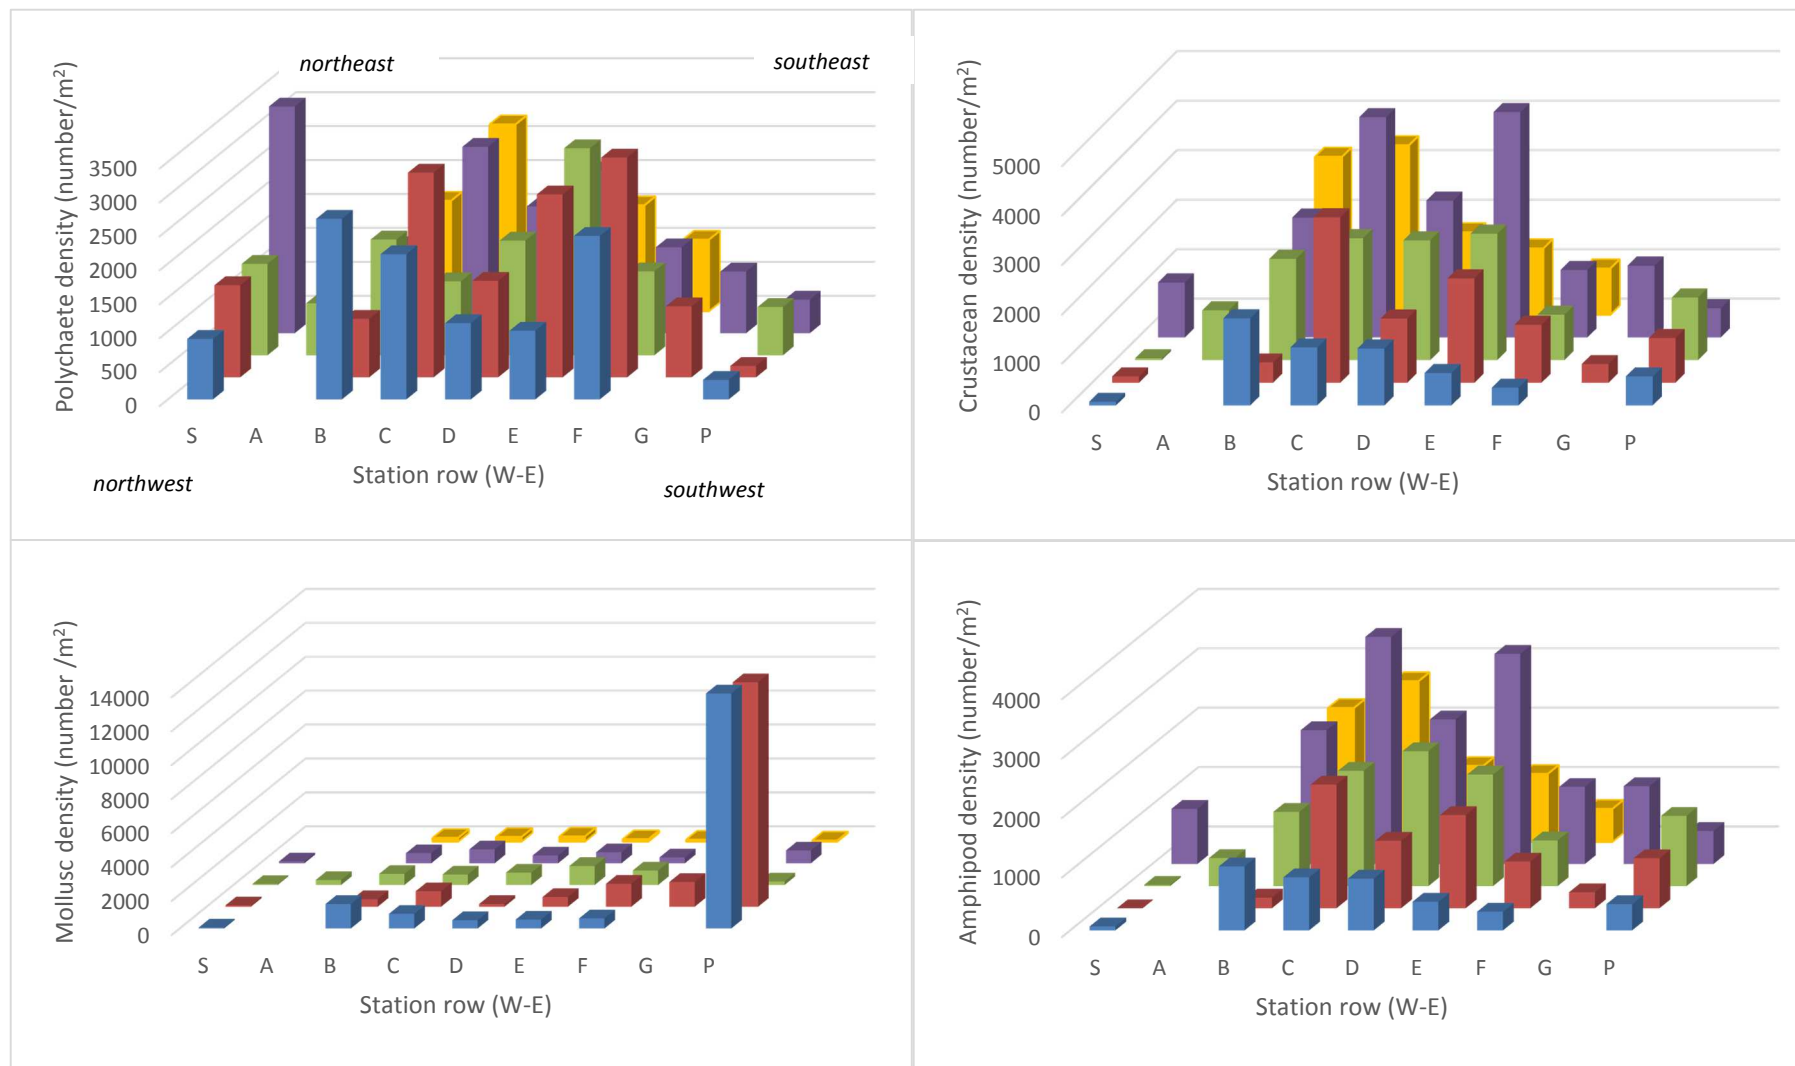 northeast
southeast
Polychaete density (number/m²)
3500
3000
2500
2000
1500
1000
500
0
S A B C D E F G P
Station row (W-E)
northwest
southwest
Crustacean density (number/m²)
5000
4000
3000
2000
1000
0
S A B C D E F G P
Station row (W-E)
Mollusc density (number /m²)
14000
12000
10000
8000
6000
4000
2000
0
S A B C D E F G P
Station row (W-E)
Amphipod density (number/m²)
4000
3000
2000
1000
0
S A B C D E F G P
Station row (W-E)